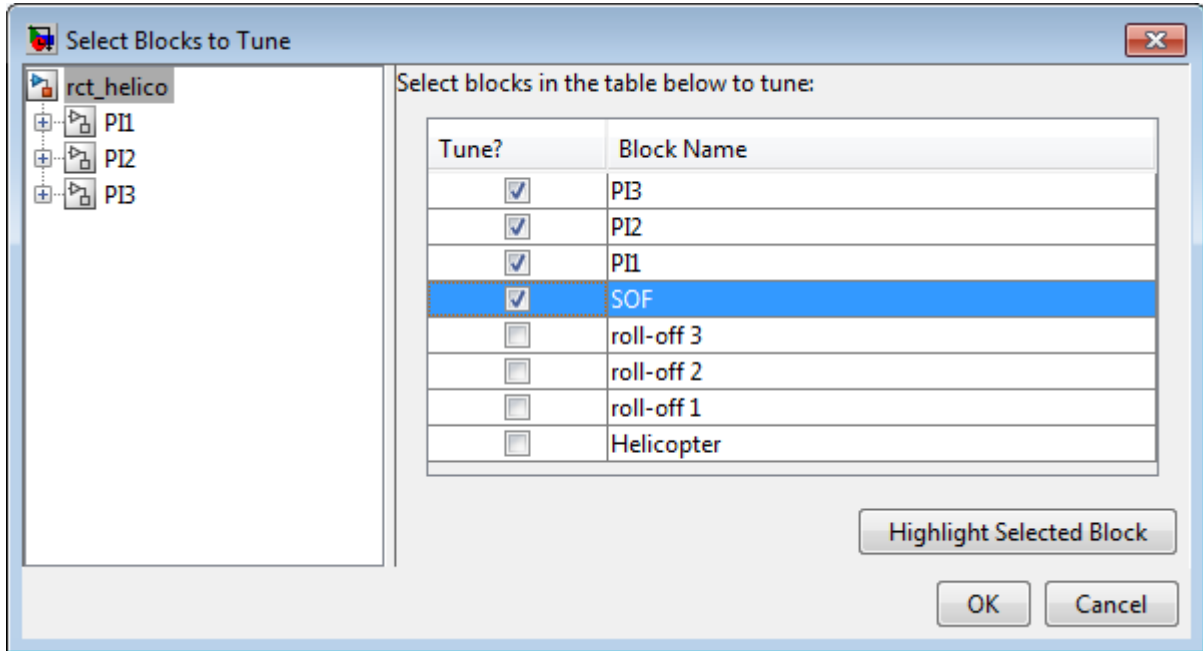 Select Blocks to Tune
rct_helico
PI1
PI2
PI3
Select blocks in the table below to tune:
Tune? Block Name
PI3
PI2
PI1
SOF
roll-off 3
roll-off 2
roll-off 1
Helicopter
Highlight Selected Block
OK Cancel